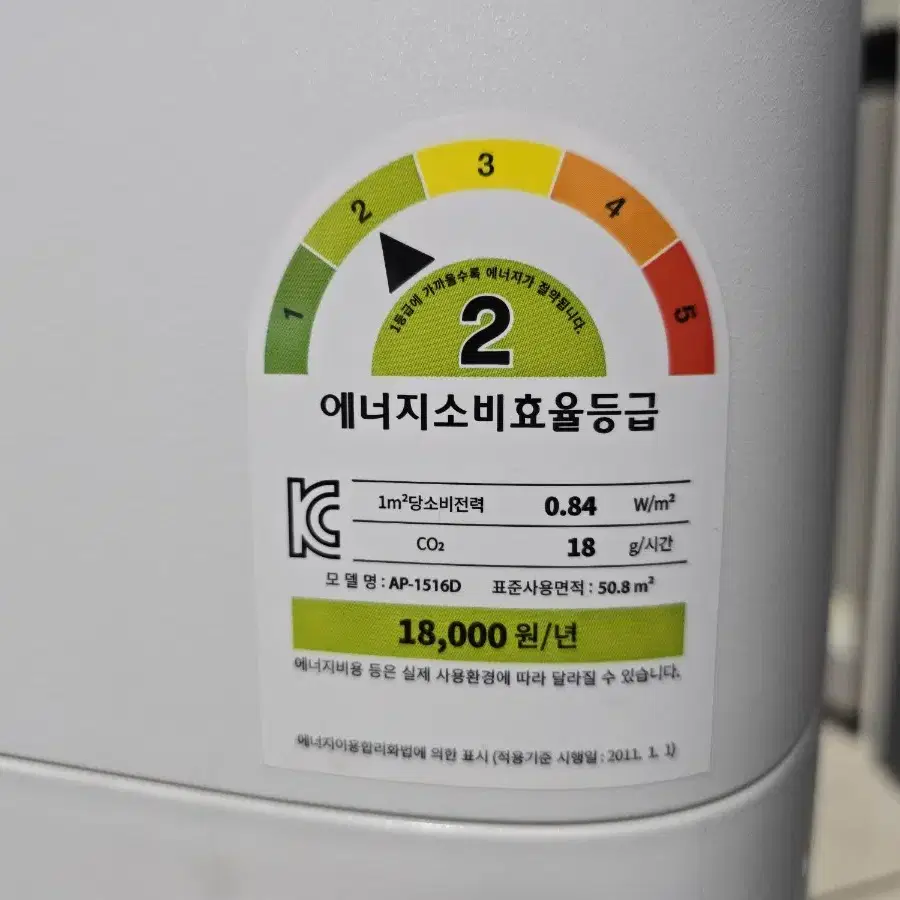 1
2
3
4
5
1등급에 가까울수록 에너지가 절약됩니다.
2
에너지소비효율등급
1m²당소비전력 0.84 W/m²
CO₂ 18 g/시간
모 델 명 : AP-1516D 표준사용면적 : 50.8 m²
18,000 원/년
에너지비용 등은 실제 사용환경에 따라 달라질 수 있습니다.
에너지이용합리화법에 의한 표시 (적용기준 시행일 : 2011. 1. 1)